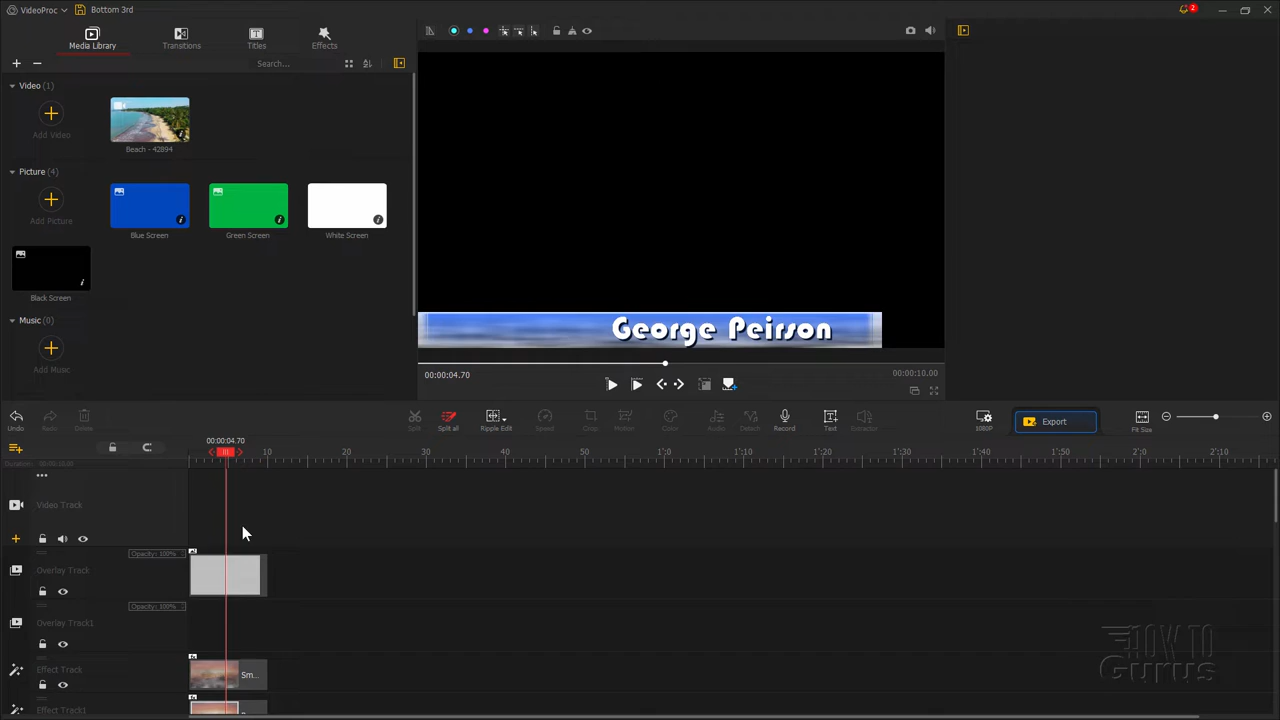 VideoProc Bottom 3rd 2
Media Library Transitions Titles Effects
Search...
Video (1)
Add Video
Beach - 42894
Picture (4)
Add Picture
Blue Screen Green Screen White Screen
Black Screen
Music (0)
Add Music
George Peirson
00:00:04.70 00:00:10.00
Undo Redo Delete Split Split all Ripple Edit Speed Crop Motion Color Audio Detach Record Text Extractor 1080P Export Fit Size
00:00:04.70
10 20 30 40 50 1:0 1'10 1'20 1'30 1'40 1'50 2:0 2'10
Video Track
Opacity: 100%
Overlay Track
Opacity: 100%
Overlay Track1
Effect Track Sm...
Effect Track1
HOW TO
Gurus